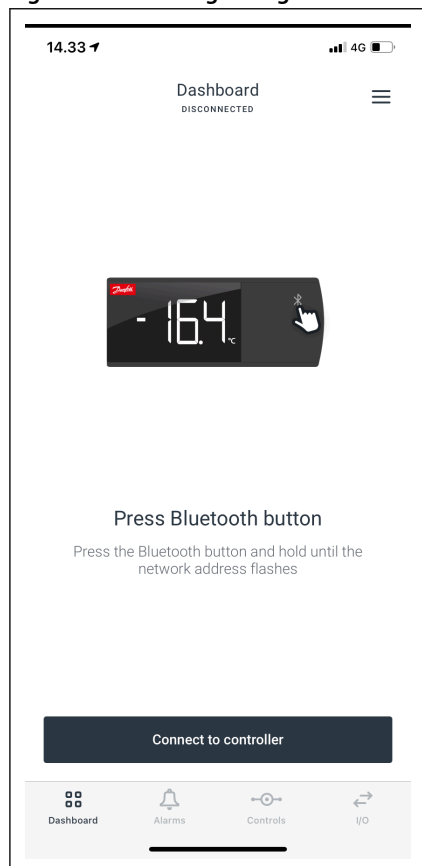 14.33
4G
Dashboard
DISCONNECTED
Danfoss
-16.4 °C
Press Bluetooth button
Press the Bluetooth button and hold until the
network address flashes
Connect to controller
Dashboard
Alarms
Controls
I/O